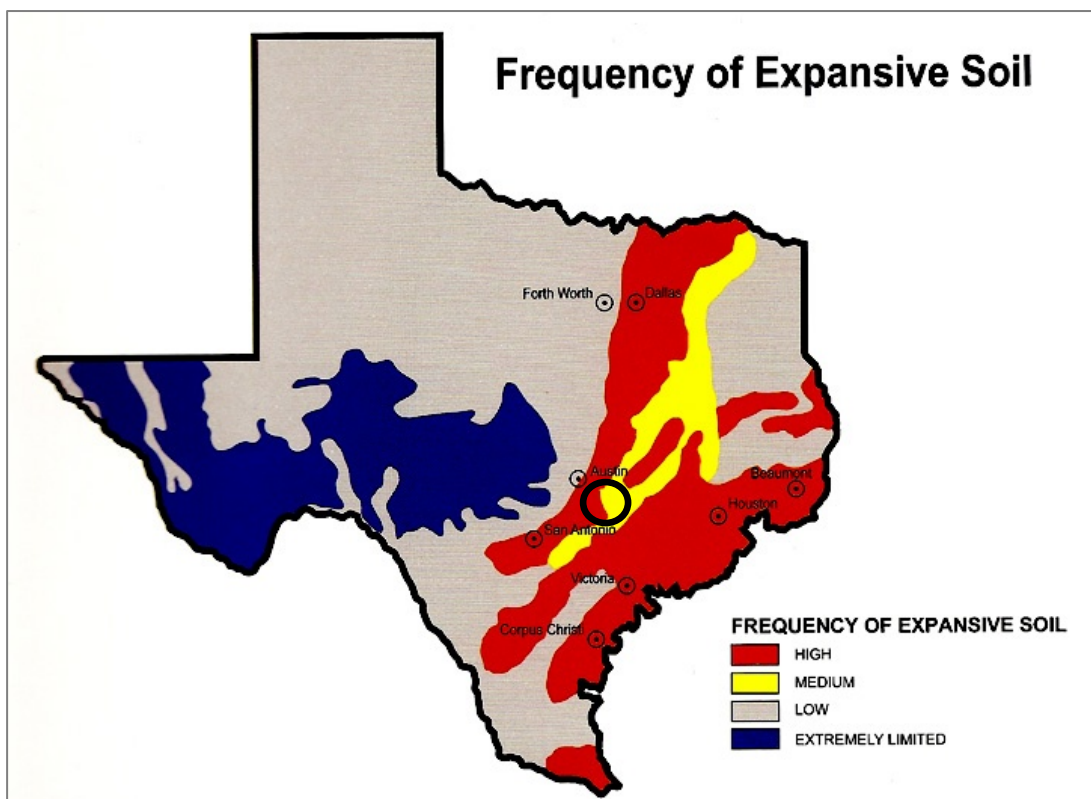 Frequency of Expansive Soil
Forth Worth
Dallas
Austin
Beaumont
Houston
San Antonio
Victoria
Corpus Christi
FREQUENCY OF EXPANSIVE SOIL
HIGH
MEDIUM
LOW
EXTREMELY LIMITED